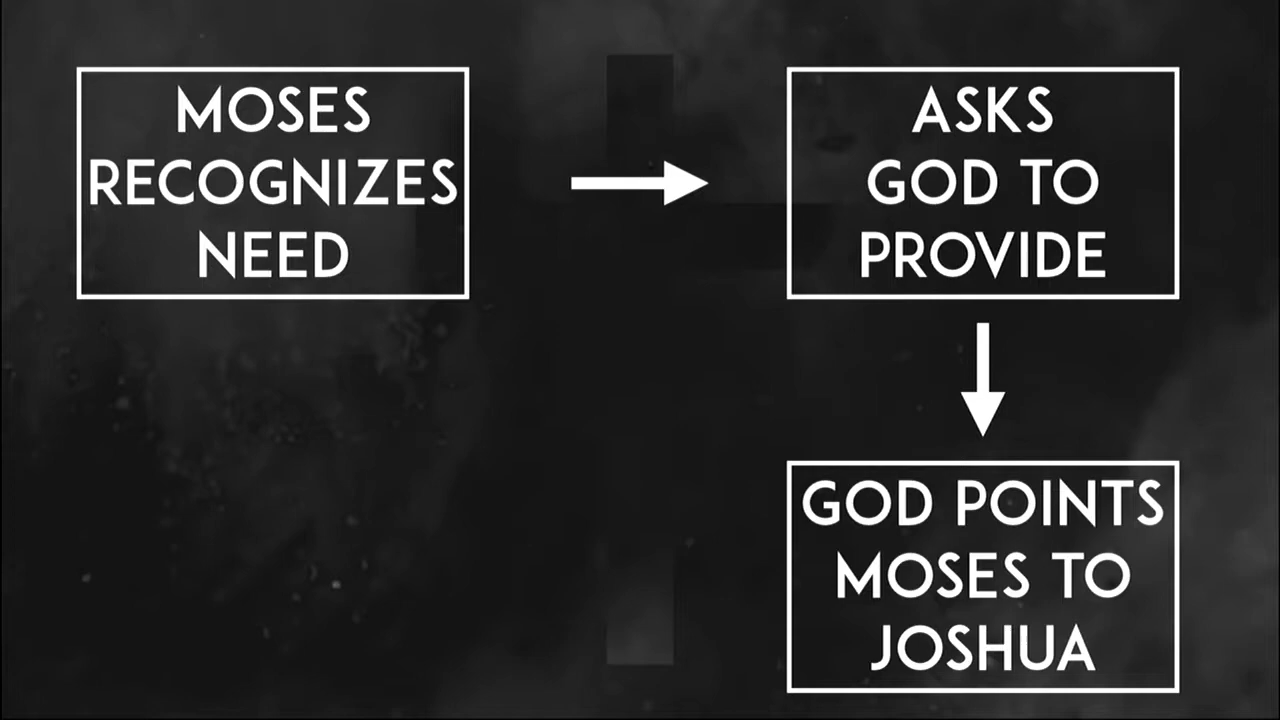 MOSES
RECOGNIZES
NEED
ASKS
GOD TO
PROVIDE
GOD POINTS
MOSES TO
JOSHUA